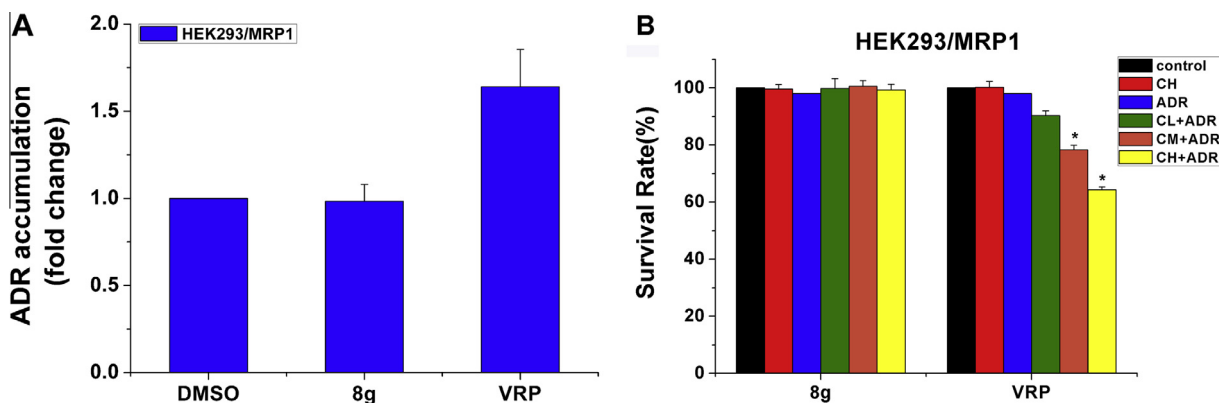 A
ADR accumulation
(fold change)
2.0
1.5
1.0
0.5
0.0
HEK293/MRP1
DMSO
8g
VRP
B
HEK293/MRP1
Survival Rate(%)
100
80
60
40
20
0
control
CH
ADR
CL+ADR
CM+ADR
CH+ADR
*
*
8g
VRP